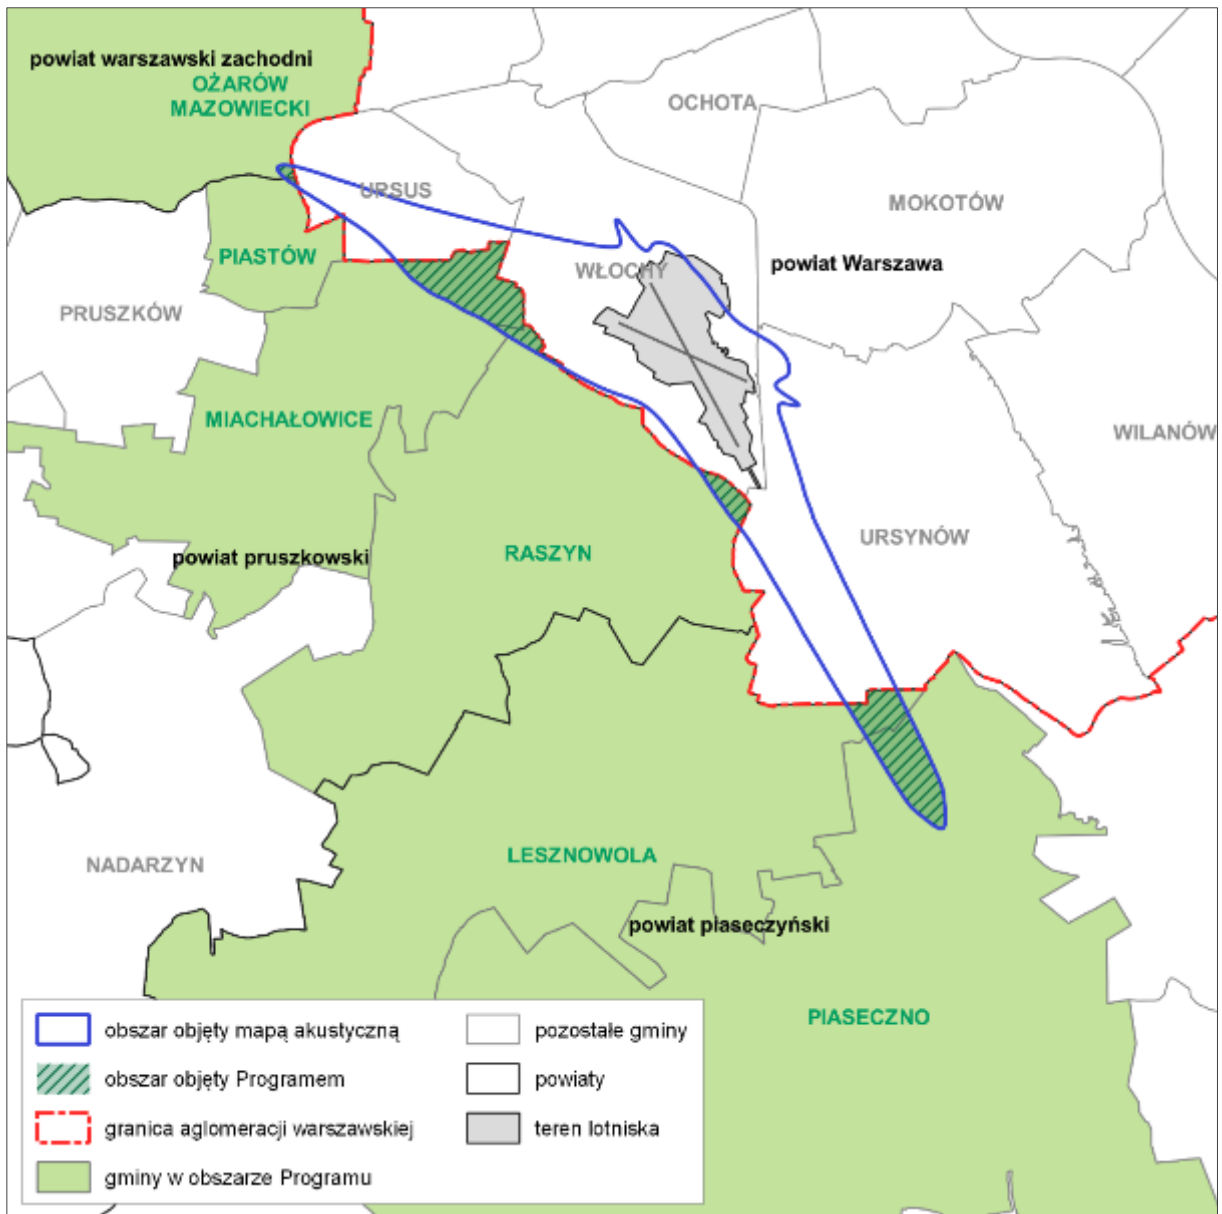 powiat warszawski zachodni
OŻARÓW
MAZOWIECKI
OCHOTA
URSUS
MOKOTÓW
PIASTÓW
WŁOCHY
powiat Warszawa
PRUSZKÓW
MIACHAŁOWICE
WILANÓW
URSYNÓW
powiat pruszkowski
RASZYN
LESZNOWOLA
NADARZYN
powiat piaseczyński
PIASECZNO
obszar objęty mapą akustyczną
obszar objęty Programem
granica aglomeracji warszawskiej
gminy w obszarze Programu
pozostałe gminy
powiaty
teren lotniska